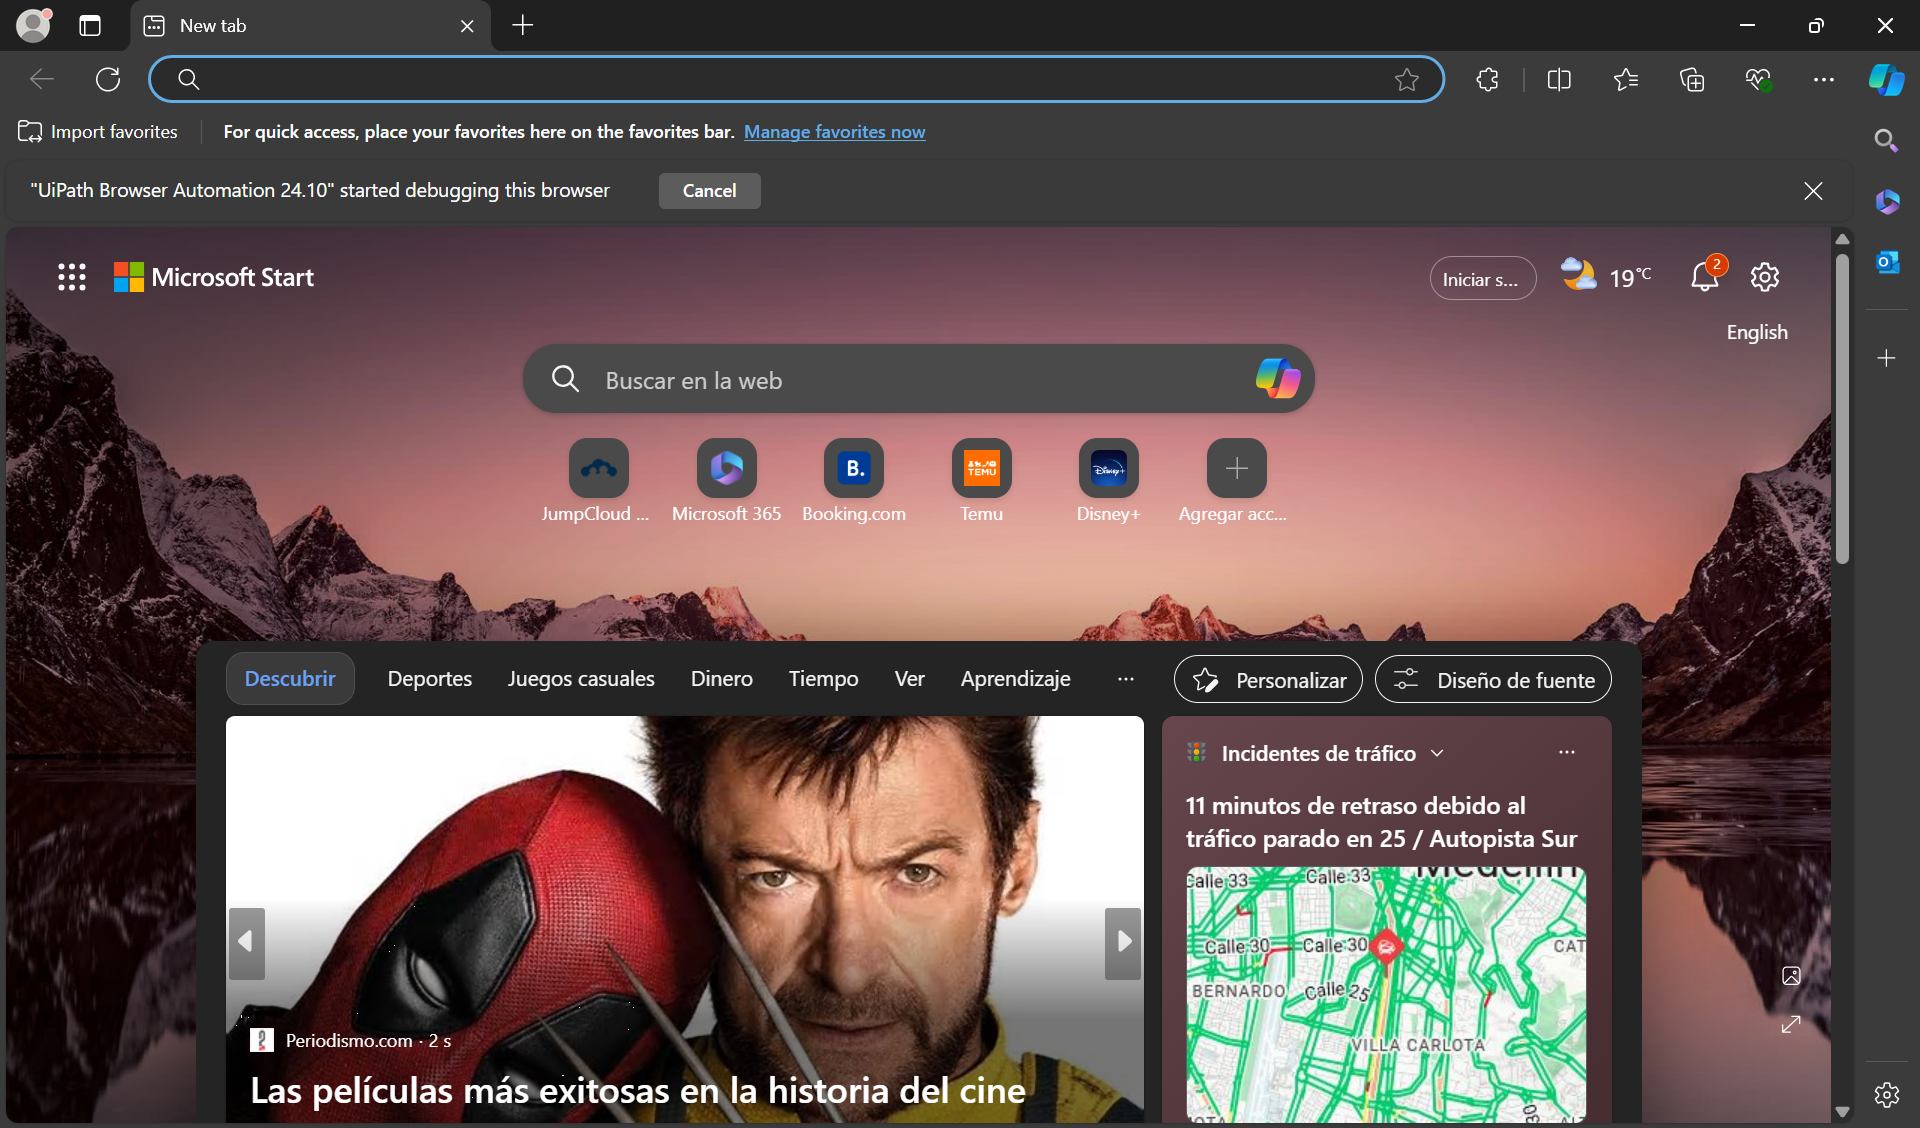 New tab
Import favorites
For quick access, place your favorites here on the favorites bar. Manage favorites now
"UiPath Browser Automation 24.10" started debugging this browser
Cancel
Microsoft Start
Iniciar s...
19°C
2
English
Buscar en la web
B.
TEMU
Disney+
JumpCloud ...
Microsoft 365
Booking.com
Temu
Disney+
Agregar acc...
Descubrir
Deportes
Juegos casuales
Dinero
Tiempo
Ver
Aprendizaje
Personalizar
Diseño de fuente
Periodismo.com · 2 s
Las películas más exitosas en la historia del cine
Incidentes de tráfico
11 minutos de retraso debido al
tráfico parado en 25 / Autopista Sur
Calle 33
Calle 33
Medellín
Calle 30
Calle 30
CAT
BERNARDO
Calle 25
VILLA CARLOTA
30